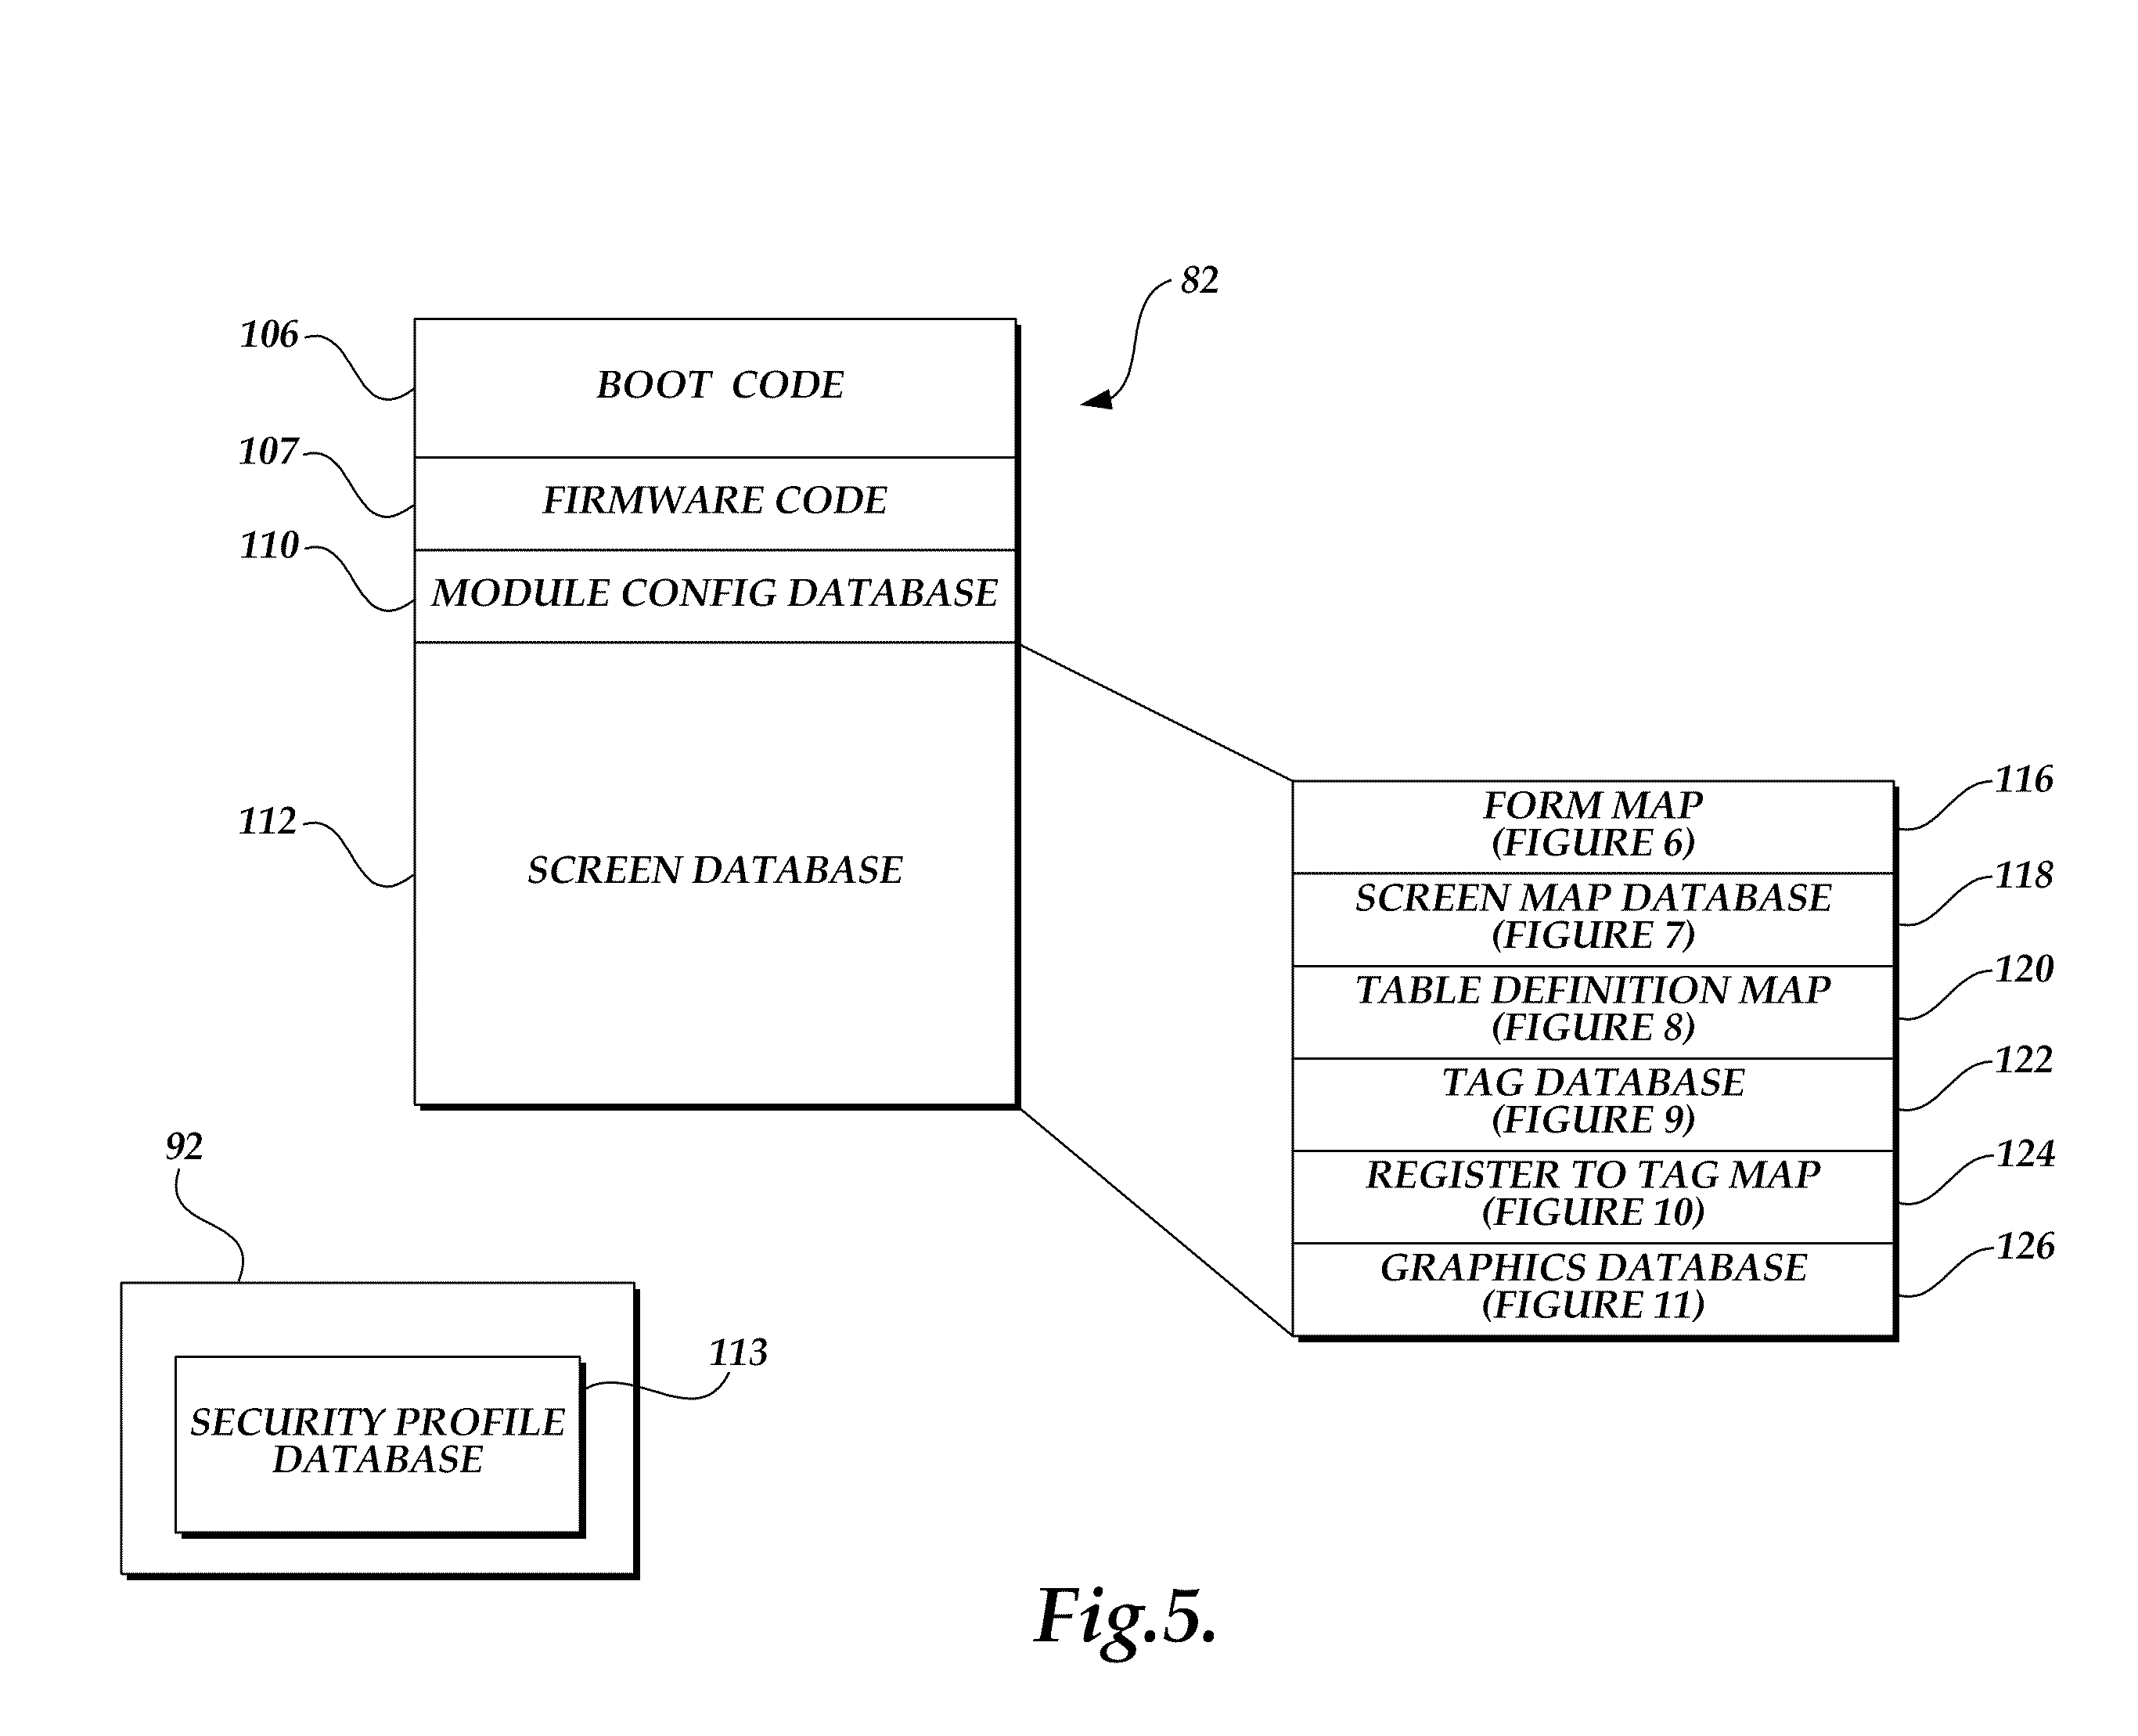 82
106
BOOT CODE
107
FIRMWARE CODE
110
MODULE CONFIG DATABASE
112
SCREEN DATABASE
116
FORM MAP
(FIGURE 6)
118
SCREEN MAP DATABASE
(FIGURE 7)
120
TABLE DEFINITION MAP
(FIGURE 8)
122
TAG DATABASE
(FIGURE 9)
124
REGISTER TO TAG MAP
(FIGURE 10)
126
GRAPHICS DATABASE
(FIGURE 11)
92
113
SECURITY PROFILE
DATABASE
Fig.5.